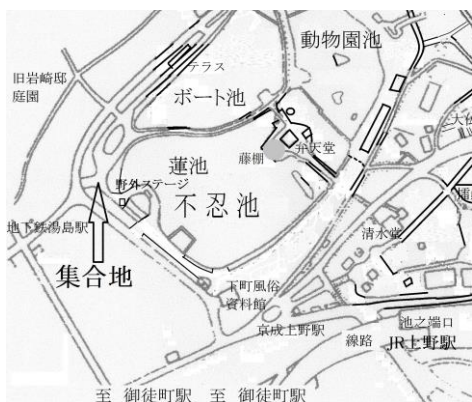 動物園池
テラス
旧岩崎邸
庭園
ボート池
弁天堂
藤棚
蓮池
野外ステージ
不忍池
地下鉄湯島駅
清水堂
集合地
下町風俗
資料館
池之端口
京成上野駅
線路
JR上野駅
至 御徒町駅
至 御徒町駅